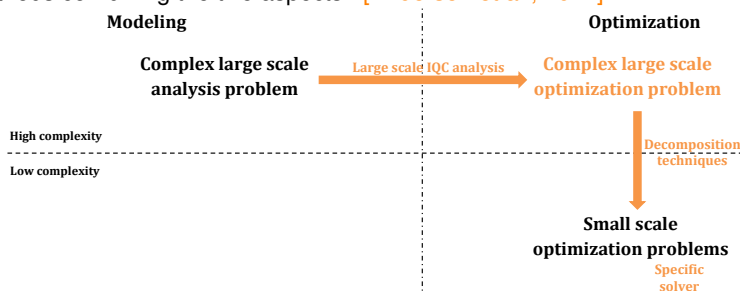 Modeling
Optimization
Complex large scale
analysis problem
Large scale IQC analysis
Complex large scale
optimization problem
High complexity
Low complexity
Decomposition
techniques
Small scale
optimization problems
Specific
solver